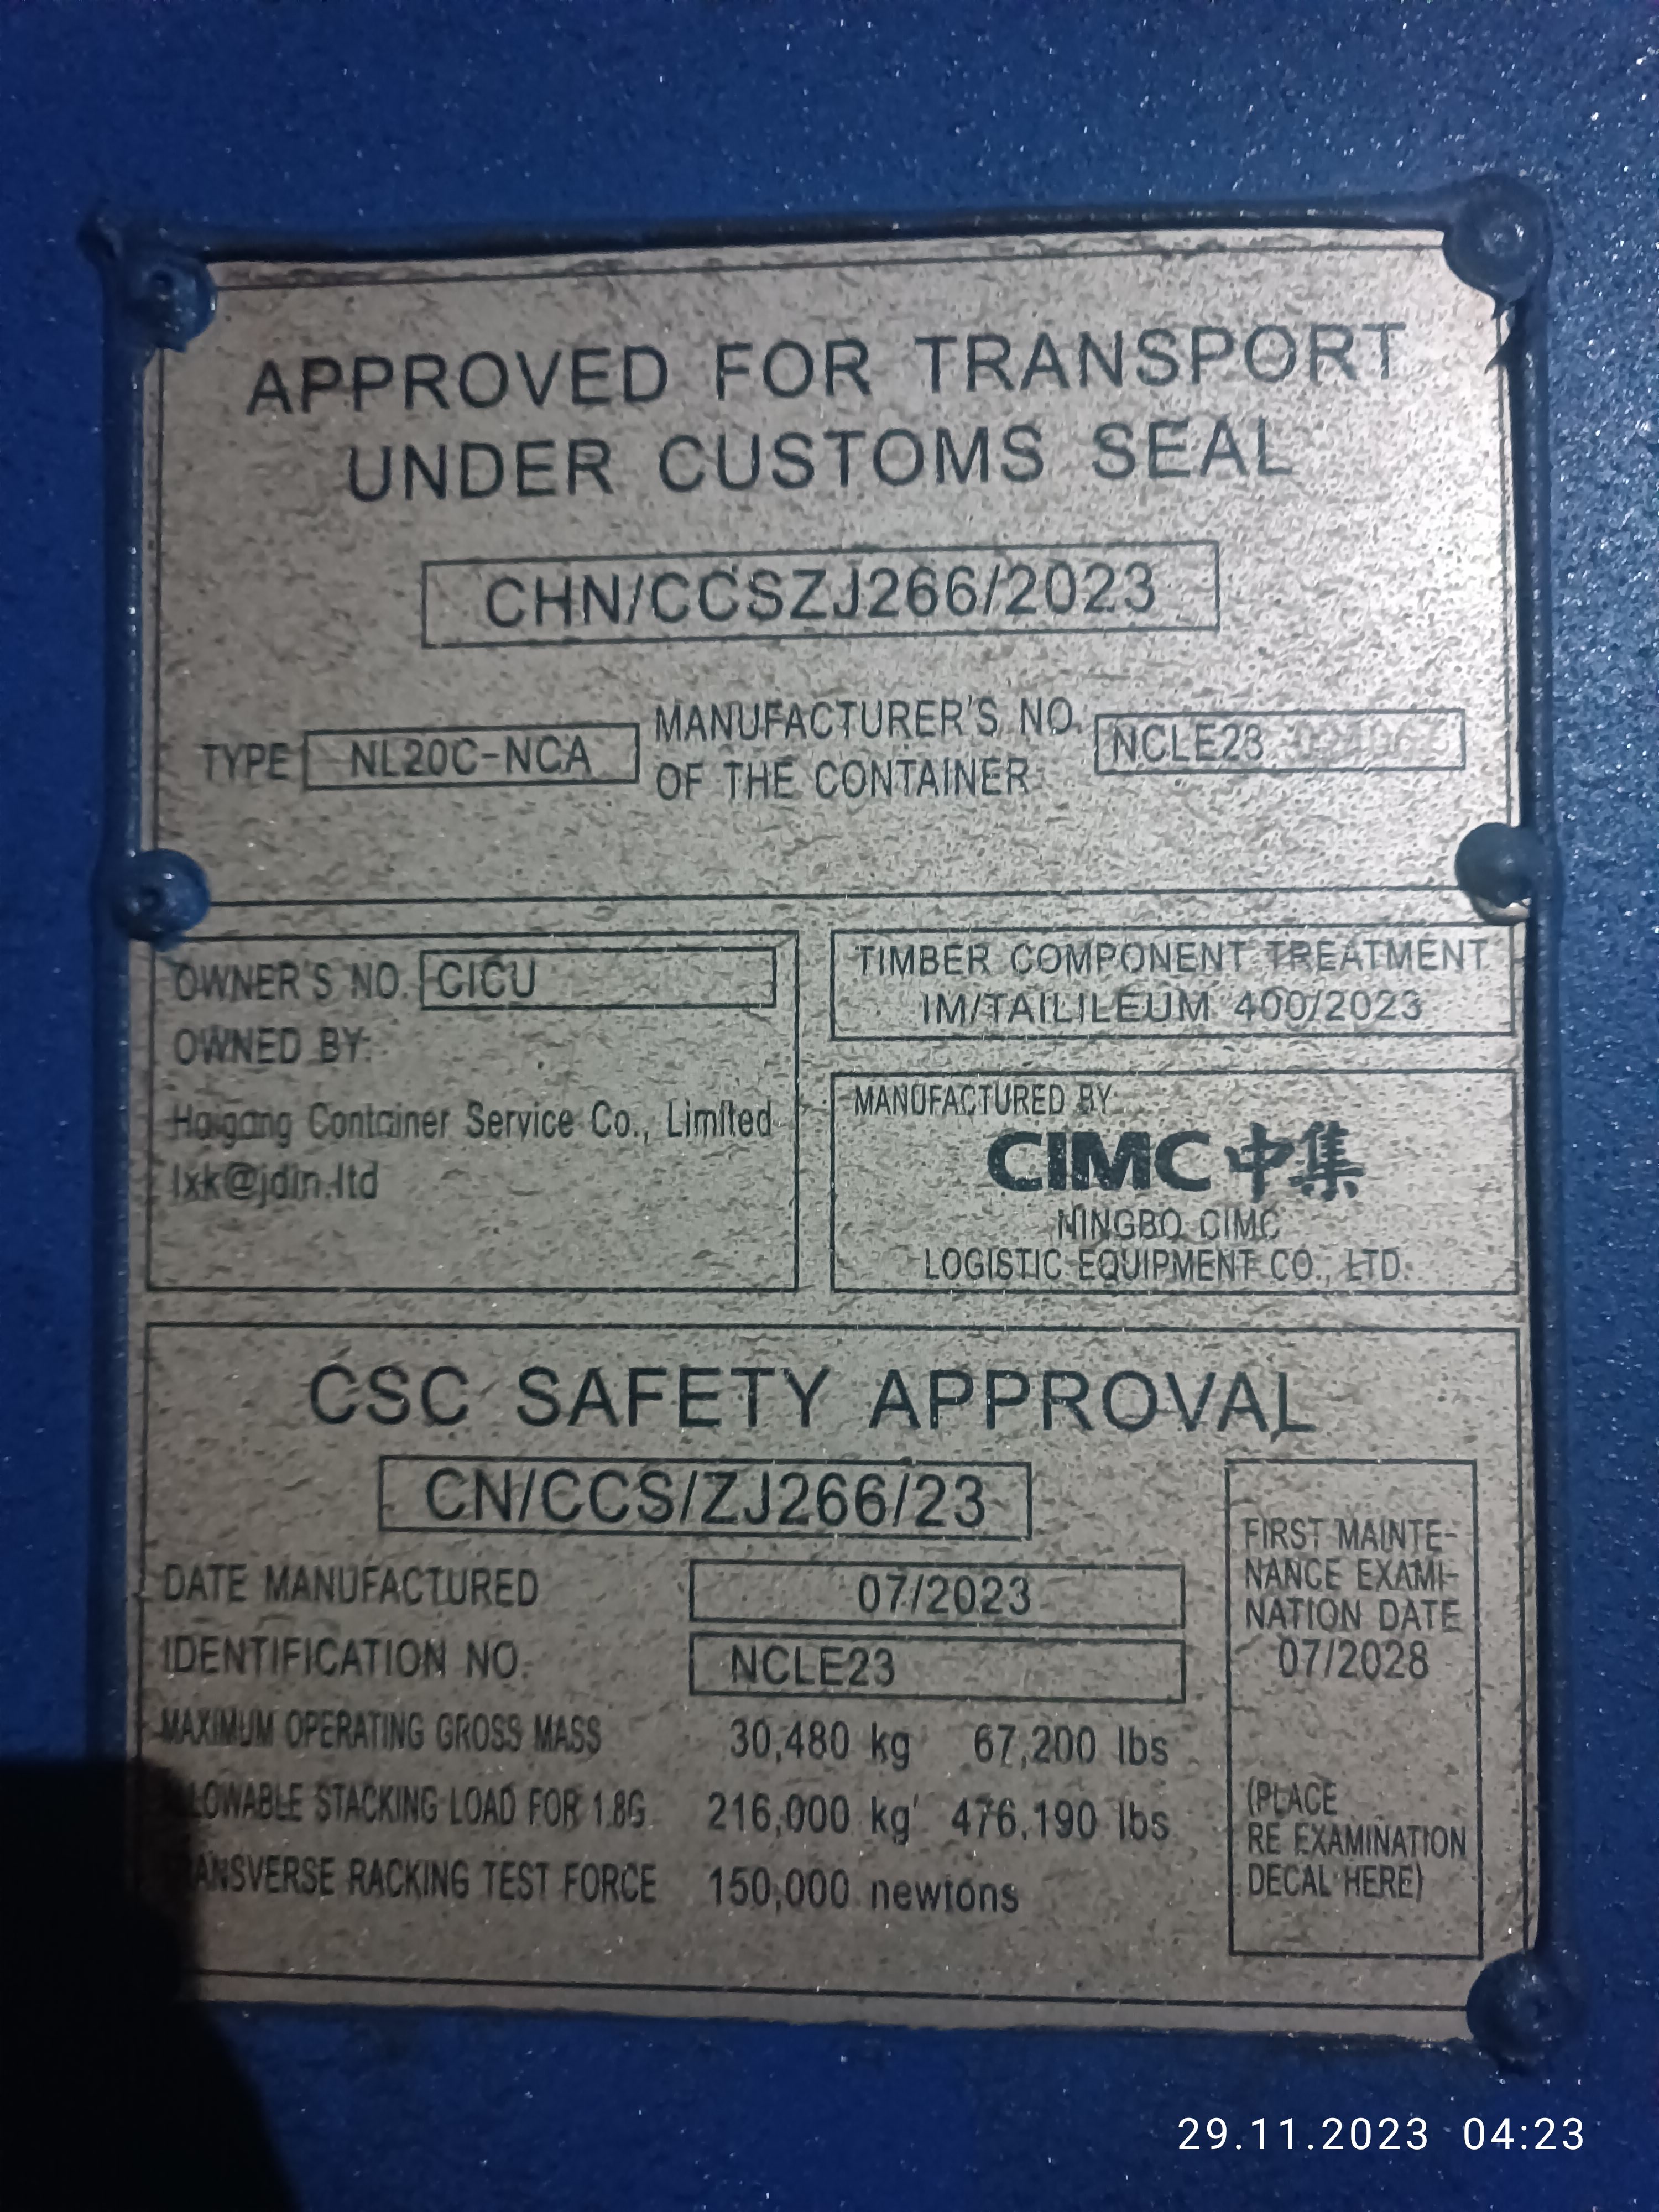 APPROVED FOR TRANSPORT
UNDER CUSTOMS SEAL
CHN/CCSZJ266/2023
TYPE NL20C-NCA
MANUFACTURER'S NO.
OF THE CONTAINER
NCLE23
OWNER'S NO. CICU
OWNED BY:
Haigang Container Service Co., Limited
lxk@jdin.ltd
TIMBER COMPONENT TREATMENT
IM/TAILILEUM 400/2023
MANUFACTURED BY
CIMC 中集
NINGBO CIMC
LOGISTIC EQUIPMENT CO., LTD.
CSC SAFETY APPROVAL
CN/CCS/ZJ266/23
DATE MANUFACTURED 07/2023
IDENTIFICATION NO. NCLE23
MAXIMUM OPERATING GROSS MASS 30,480 kg 67,200 lbs
STACKING LOAD FOR 1.8G 216,000 kg 476,190 lbs
RACKING TEST FORCE 150,000 newtons
FIRST MAINTE-
NANCE EXAMI-
NATION DATE
07/2028
(PLACE
RE EXAMINATION
DECAL HERE)
29.11.2023 04:23